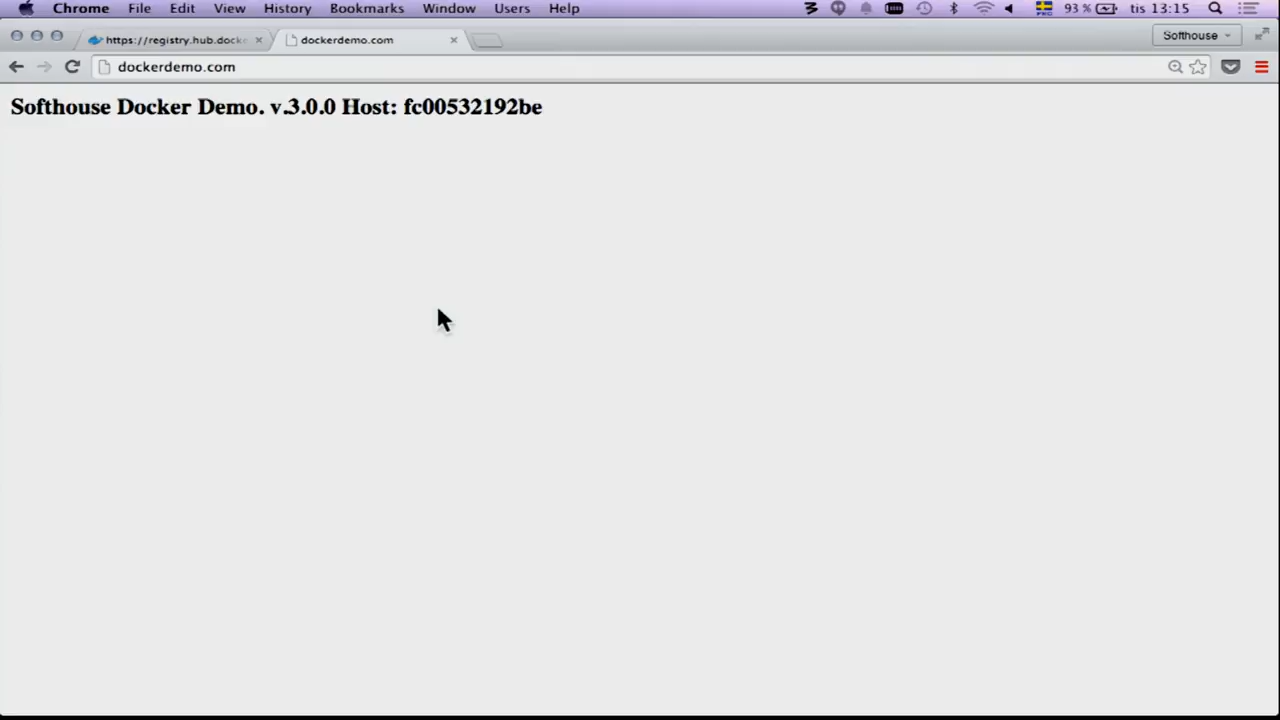 Chrome File Edit View History Bookmarks Window Users Help 93 % tis 13:15
https://registry.hub.docke dockerdemo.com Softhouse
dockerdemo.com
Softhouse Docker Demo. v.3.0.0 Host: fc00532192be